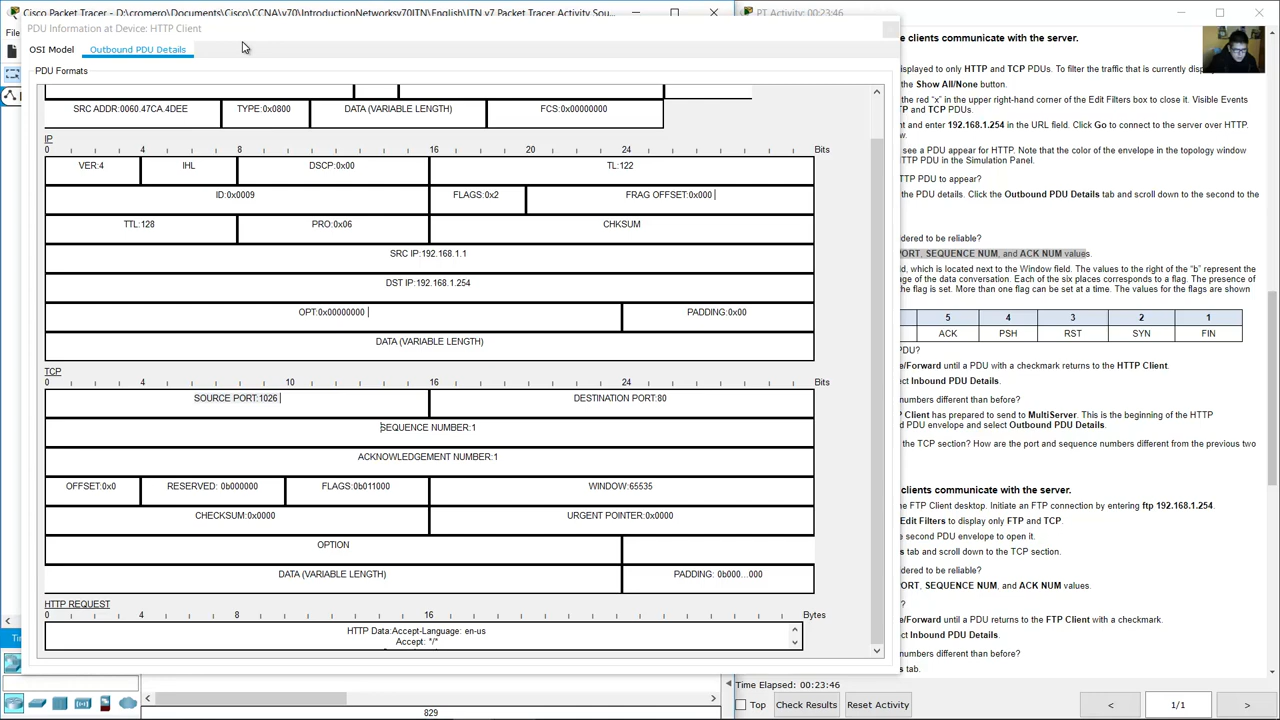 Cisco Packet Tracer - C:\Users\cromero\Documents\Cisco\CCNA\v70\IntroductionNetworksv70ITN\English\ITN v7 Packet Tracer Activity Sou...
PT Activity: 00:23:46
PDU Information at Device: HTTP Client
OSI Model
Outbound PDU Details
PDU Formats
SRC ADDR:0060.47CA.4DEE
TYPE:0x0800
DATA (VARIABLE LENGTH)
FCS:0x00000000
IP
0 4 8 16 20 24 Bits
VER:4
IHL
DSCP:0x00
TL:122
ID:0x0009
FLAGS:0x2
FRAG OFFSET:0x000
TTL:128
PRO:0x06
CHKSUM
SRC IP:192.168.1.1
DST IP:192.168.1.254
OPT:0x00000000
PADDING:0x00
DATA (VARIABLE LENGTH)
TCP
0 4 10 16 24 Bits
SOURCE PORT:1026
DESTINATION PORT:80
SEQUENCE NUMBER:1
ACKNOWLEDGEMENT NUMBER:1
OFFSET:0x0
RESERVED: 0b000000
FLAGS:0b011000
WINDOW:65535
CHECKSUM:0x0000
URGENT POINTER:0x0000
OPTION
DATA (VARIABLE LENGTH)
PADDING: 0b000...000
HTTP REQUEST
0 4 8 16 Bytes
HTTP Data:Accept-Language: en-us
Accept: */*
829
clients communicate with the server.
displayed to only HTTP and TCP PDUs. To filter the traffic that is currently
the Show All/None button.
the red "x" in the upper right-hand corner of the Edit Filters box to close it. Visible Events
TP and TCP PDUs.
nt and enter 192.168.1.254 in the URL field. Click Go to connect to the server over HTTP.
w.
see a PDU appear for HTTP. Note that the color of the envelope in the topology window
TTP PDU in the Simulation Panel.
TTP PDU to appear?
the PDU details. Click the Outbound PDU Details tab and scroll down to the second to the
dered to be reliable?
PORT, SEQUENCE NUM, and ACK NUM values.
ld, which is located next to the Window field. The values to the right of the "b" represent the
ge of the data conversation. Each of the six places corresponds to a flag. The presence of
he flag is set. More than one flag can be set at a time. The values for the flags are shown
5 4 3 2 1
ACK PSH RST SYN FIN
PDU?
e/Forward until a PDU with a checkmark returns to the HTTP Client.
ect Inbound PDU Details.
numbers different than before?
P Client has prepared to send to MultiServer. This is the beginning of the HTTP
d PDU envelope and select Outbound PDU Details.
the TCP section? How are the port and sequence numbers different from the previous two
clients communicate with the server.
he FTP Client desktop. Initiate an FTP connection by entering ftp 192.168.1.254.
Edit Filters to display only FTP and TCP.
e second PDU envelope to open it.
s tab and scroll down to the TCP section.
dered to be reliable?
PORT, SEQUENCE NUM, and ACK NUM values.
?
e/Forward until a PDU returns to the FTP Client with a checkmark.
ect Inbound PDU Details.
numbers different than before?
s tab.
Time Elapsed: 00:23:46
Top
Check Results
Reset Activity
<
1/1
>